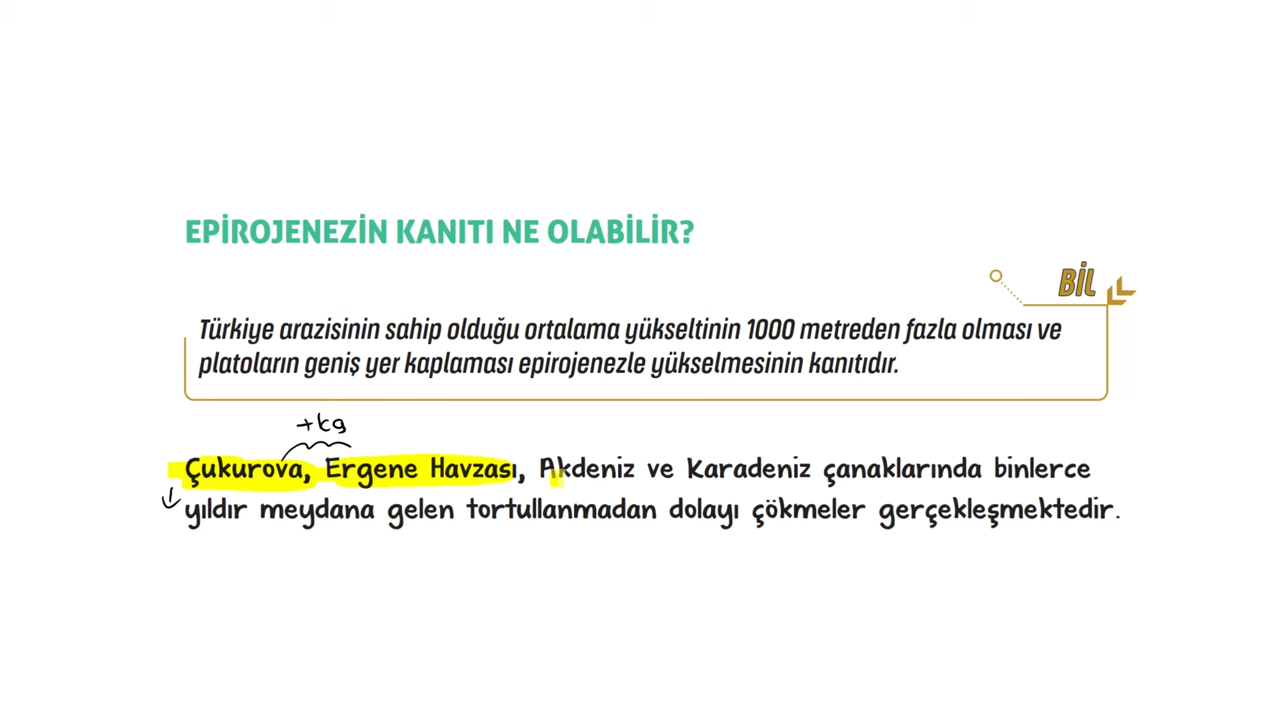 EPİROJENEZİN KANITI NE OLABİLİR?
BİL
Türkiye arazisinin sahip olduğu ortalama yükseltinin 1000 metreden fazla olması ve
platoların geniş yer kaplaması epirojenezle yükselmesinin kanıtıdır.
+kg
Çukurova, Ergene Havzası, Akdeniz ve Karadeniz çanaklarında binlerce
yıldır meydana gelen tortullanmadan dolayı çökmeler gerçekleşmektedir.